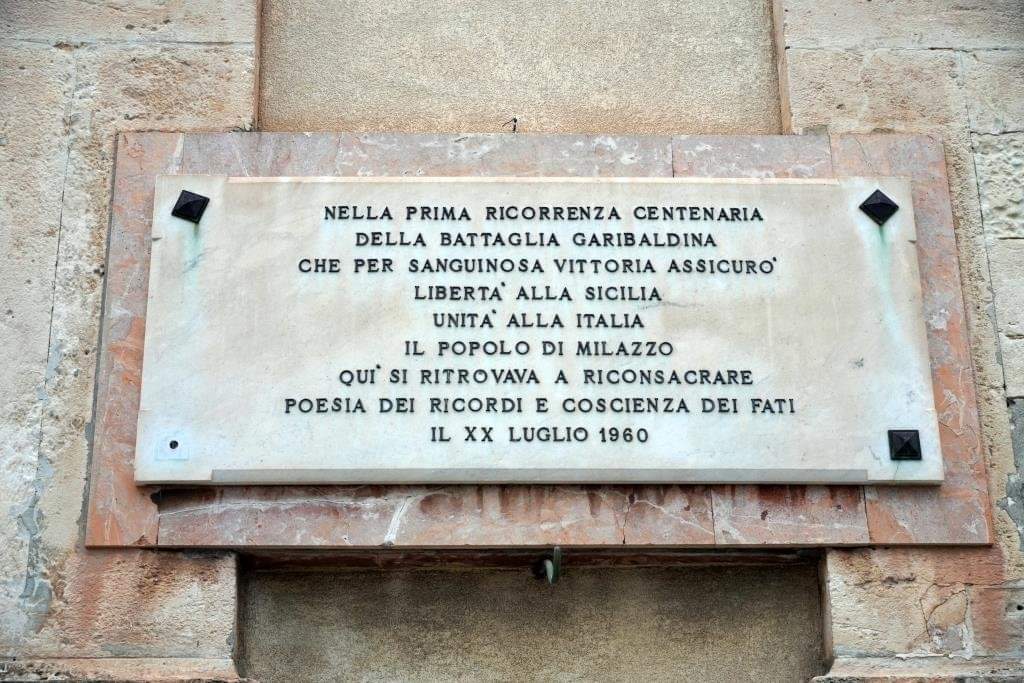 NELLA PRIMA RICORRENZA CENTENARIA
DELLA BATTAGLIA GARIBALDINA
CHE PER SANGUINOSA VITTORIA ASSICURO'
LIBERTA' ALLA SICILIA
UNITA' ALLA ITALIA
IL POPOLO DI MILAZZO
QUI' SI RITROVAVA A RICONSACRARE
POESIA DEI RICORDI E COSCIENZA DEI FATI
IL XX LUGLIO 1960